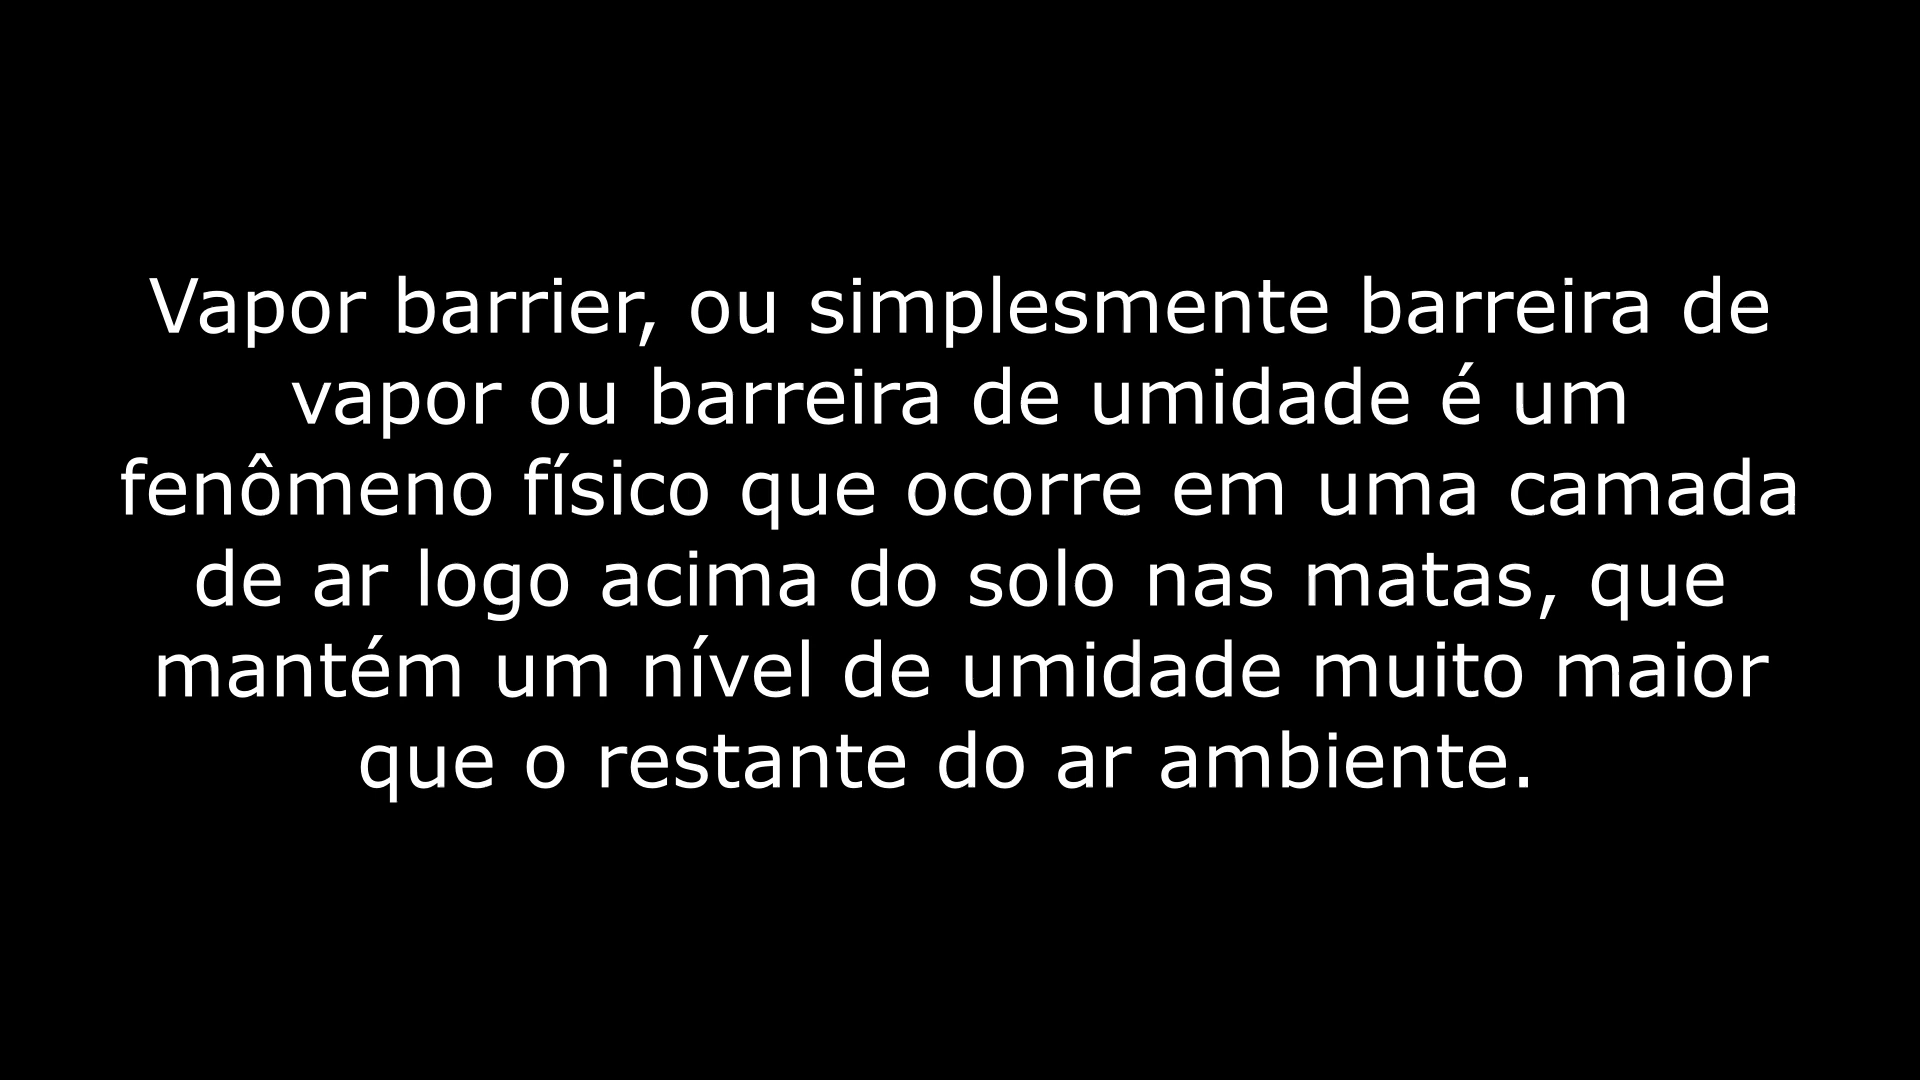 Vapor barrier, ou simplesmente barreira de
vapor ou barreira de umidade é um
fenômeno físico que ocorre em uma camada
de ar logo acima do solo nas matas, que
mantém um nível de umidade muito maior
que o restante do ar ambiente.